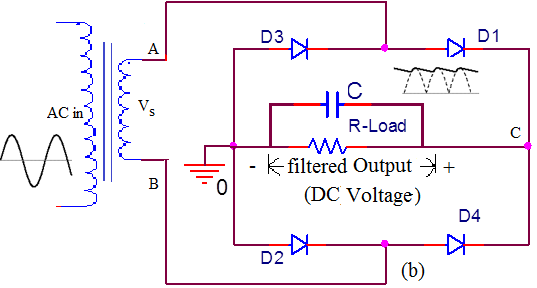 D3
D1
A
C
AC in
Vs
R-Load
C
B
0
- filtered Output +
(DC Voltage)
D4
D2
(b)